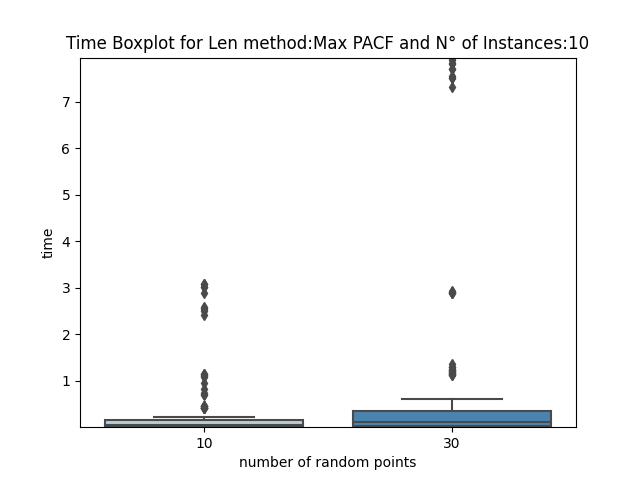 Time Boxplot for Len method:Max PACF and N° of Instances:10
7
6
5
4
3
2
1
time
10 30
number of random points